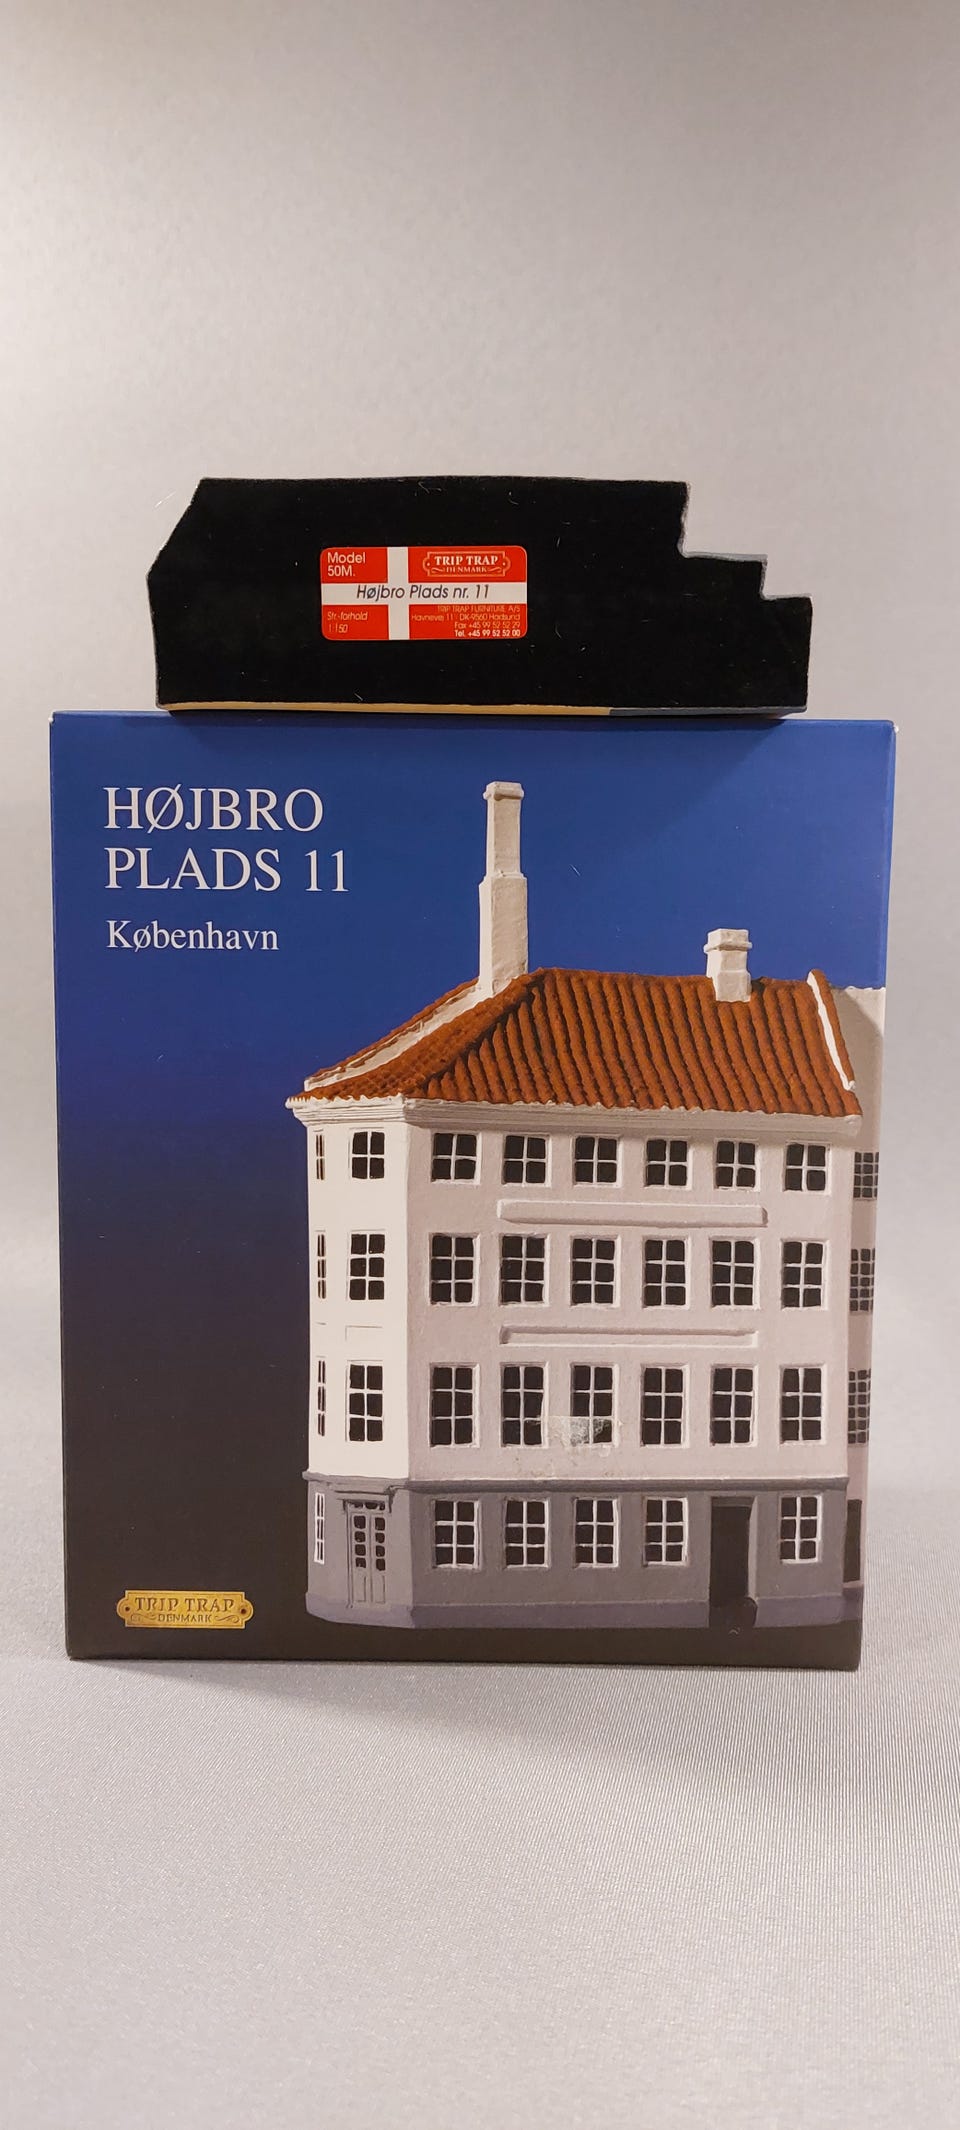 Model
50M.
TRIP TRAP
DENMARK
Højbro Plads nr. 11
Str.-forhold
1:150
TRIP TRAP FURNITURE A/S
Havnevej 11 · DK-9560 Hadsund
Fax +45 99 52 52 29
Tel. +45 99 52 52 00
HØJBRO
PLADS 11
København
TRIP TRAP
DENMARK